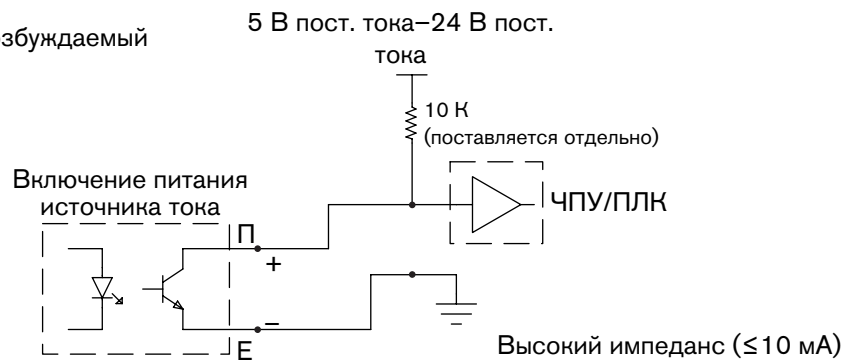 збуждаемый
5 В пост. тока–24 В пост.
тока
10 К
(поставляется отдельно)
Включение питания
источника тока
ЧПУ/ПЛК
П
+
–
Е
Высокий импеданс (≤10 мА)